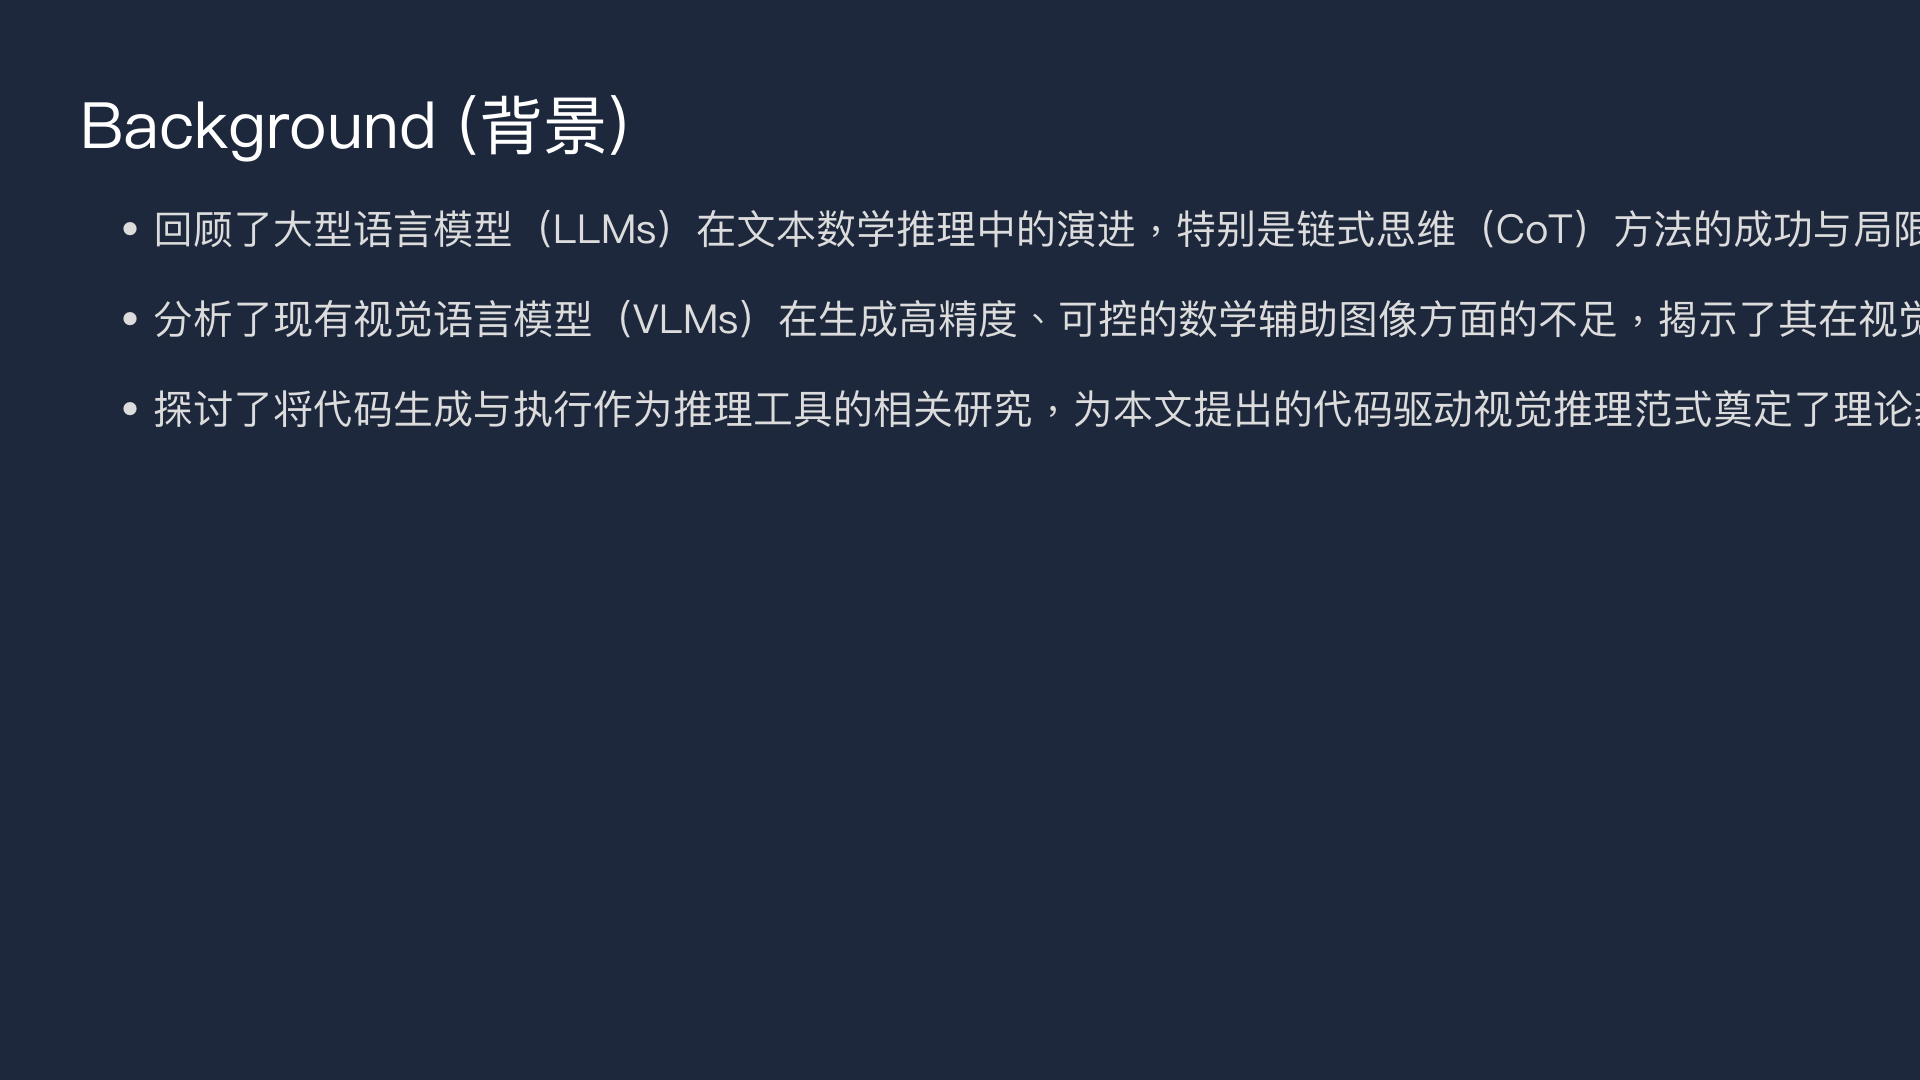 Background (背景)
• 回顾了大型语言模型（LLMs）在文本数学推理中的演进，特别是链式思维（CoT）方法的成功与局限
• 分析了现有视觉语言模型（VLMs）在生成高精度、可控的数学辅助图像方面的不足，揭示了其在视觉
• 探讨了将代码生成与执行作为推理工具的相关研究，为本文提出的代码驱动视觉推理范式奠定了理论